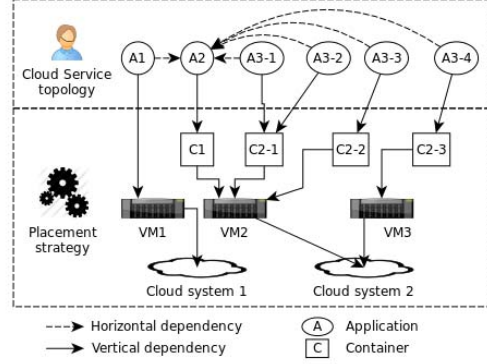 Cloud Service
topology
A1
A2
A3-1
A3-2
A3-3
A3-4
C1
C2-1
C2-2
C2-3
Placement
strategy
VM1
VM2
VM3
Cloud system 1
Cloud system 2
Horizontal dependency
A
Application
Vertical dependency
C
Container